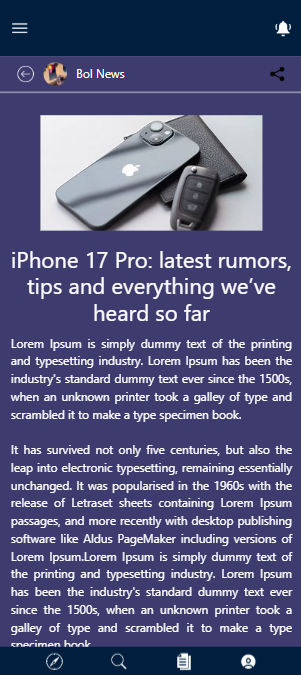 Bol News
iPhone 17 Pro: latest rumors,
tips and everything we've
heard so far
Lorem Ipsum is simply dummy text of the printing
and typesetting industry. Lorem Ipsum has been the
industry's standard dummy text ever since the 1500s,
when an unknown printer took a galley of type and
scrambled it to make a type specimen book.
It has survived not only five centuries, but also the
leap into electronic typesetting, remaining essentially
unchanged. It was popularised in the 1960s with the
release of Letraset sheets containing Lorem Ipsum
passages, and more recently with desktop publishing
software like Aldus PageMaker including versions of
Lorem Ipsum.Lorem Ipsum is simply dummy text of
the printing and typesetting industry. Lorem Ipsum
has been the industry's standard dummy text ever
since the 1500s, when an unknown printer took a
galley of type and scrambled it to make a type
specimen book.